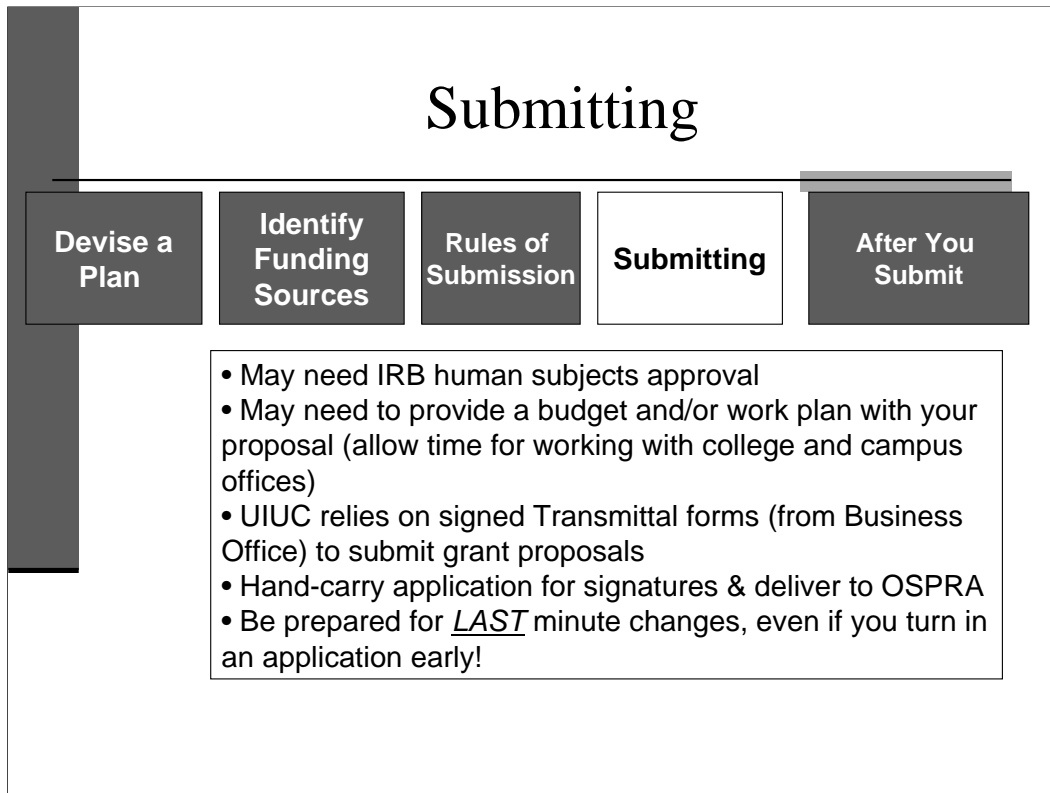 Submitting
Devise a
Plan
Identify
Funding
Sources
Rules of
Submission
Submitting
After You
Submit
• May need IRB human subjects approval
• May need to provide a budget and/or work plan with your
proposal (allow time for working with college and campus
offices)
• UIUC relies on signed Transmittal forms (from Business
Office) to submit grant proposals
• Hand-carry application for signatures & deliver to OSPRA
• Be prepared for LAST minute changes, even if you turn in
an application early!